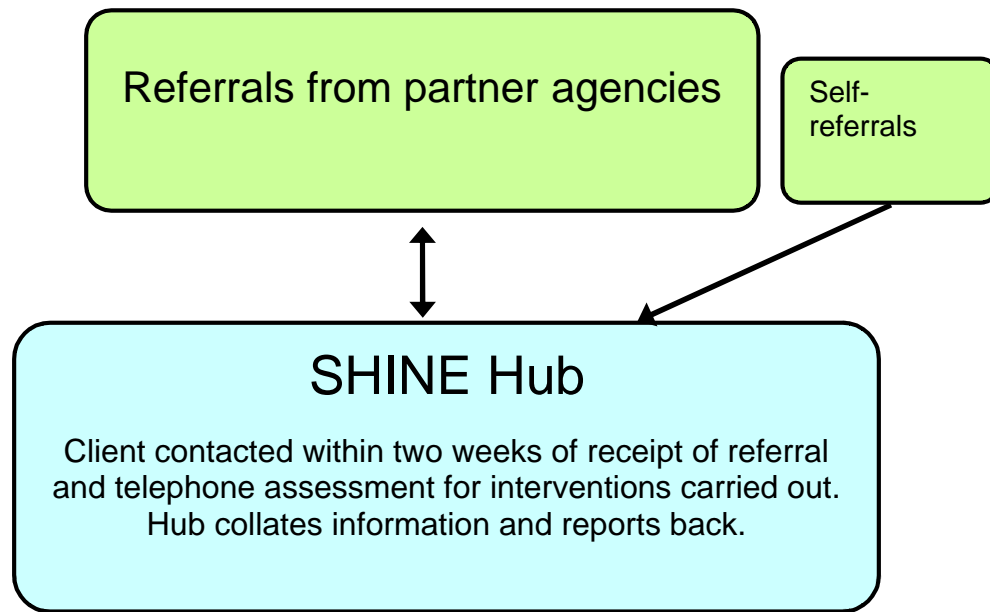 Referrals from partner agencies
Self-
referrals
SHINE Hub
Client contacted within two weeks of receipt of referral
and telephone assessment for interventions carried out.
Hub collates information and reports back.